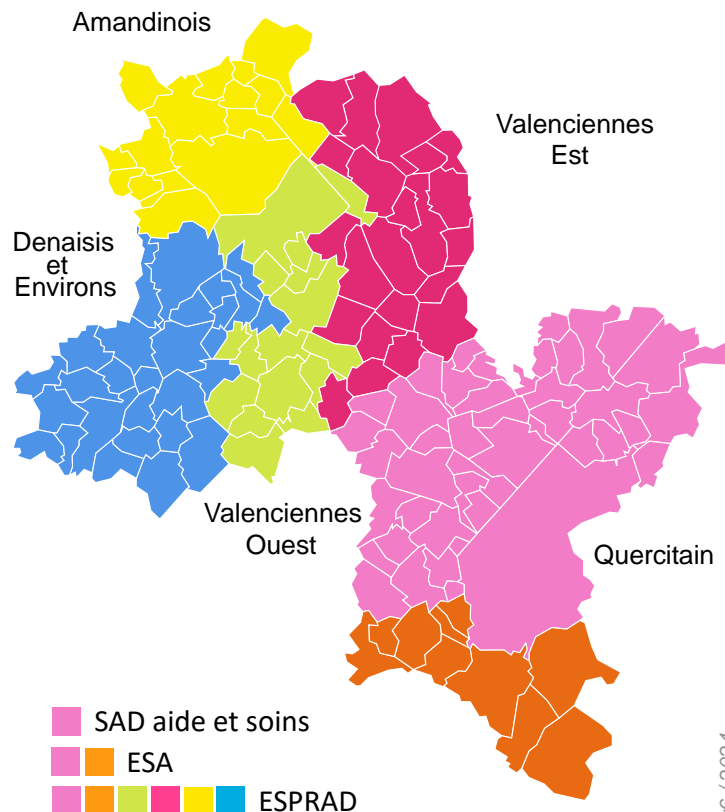 Amandinois
Valenciennes
Est
Denaisis
et
Environs
Valenciennes
Ouest
Quercitain
SAD aide et soins
ESA
ESPRAD